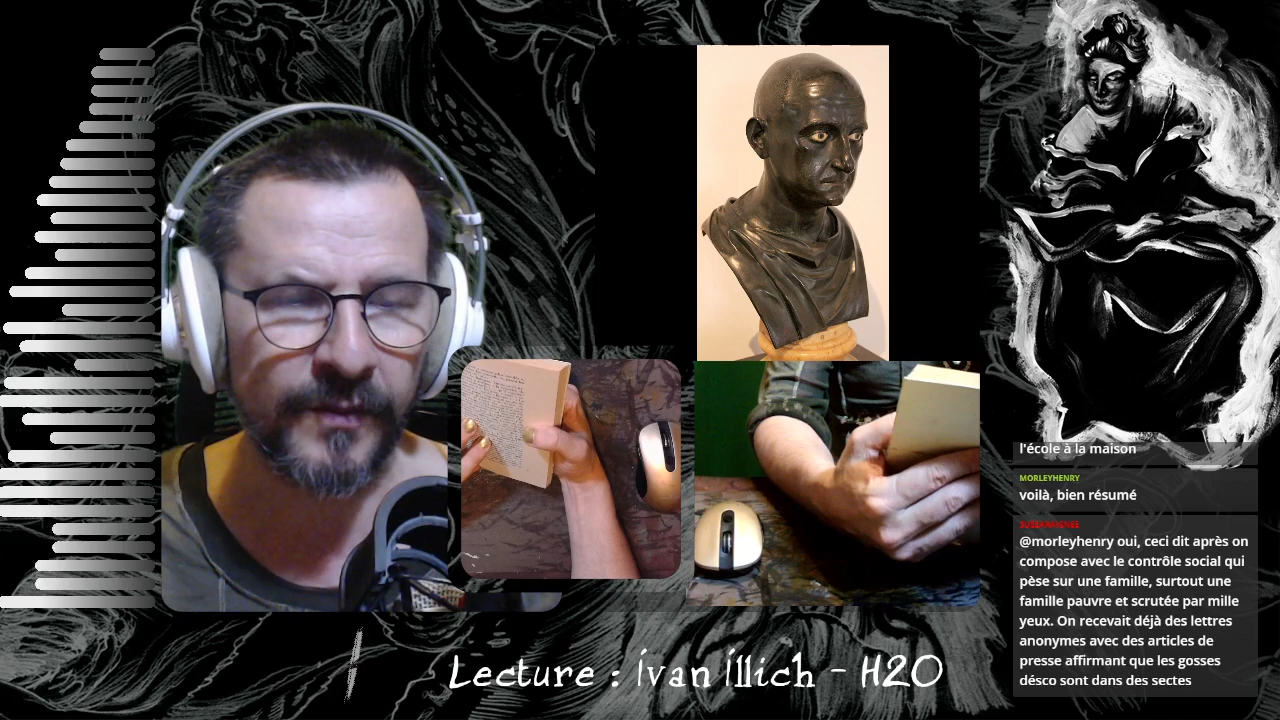 l'école à la maison
MORLEYHENRY
voilà, bien résumé
@morleyhenry oui, ceci dit après on
compose avec le contrôle social qui
pèse sur une famille, surtout une
famille pauvre et scrutée par mille
yeux. On recevait déjà des lettres
anonymes avec des articles de
presse affirmant que les gosses
désco sont dans des sectes
Lecture : Ivan Illich - H2O